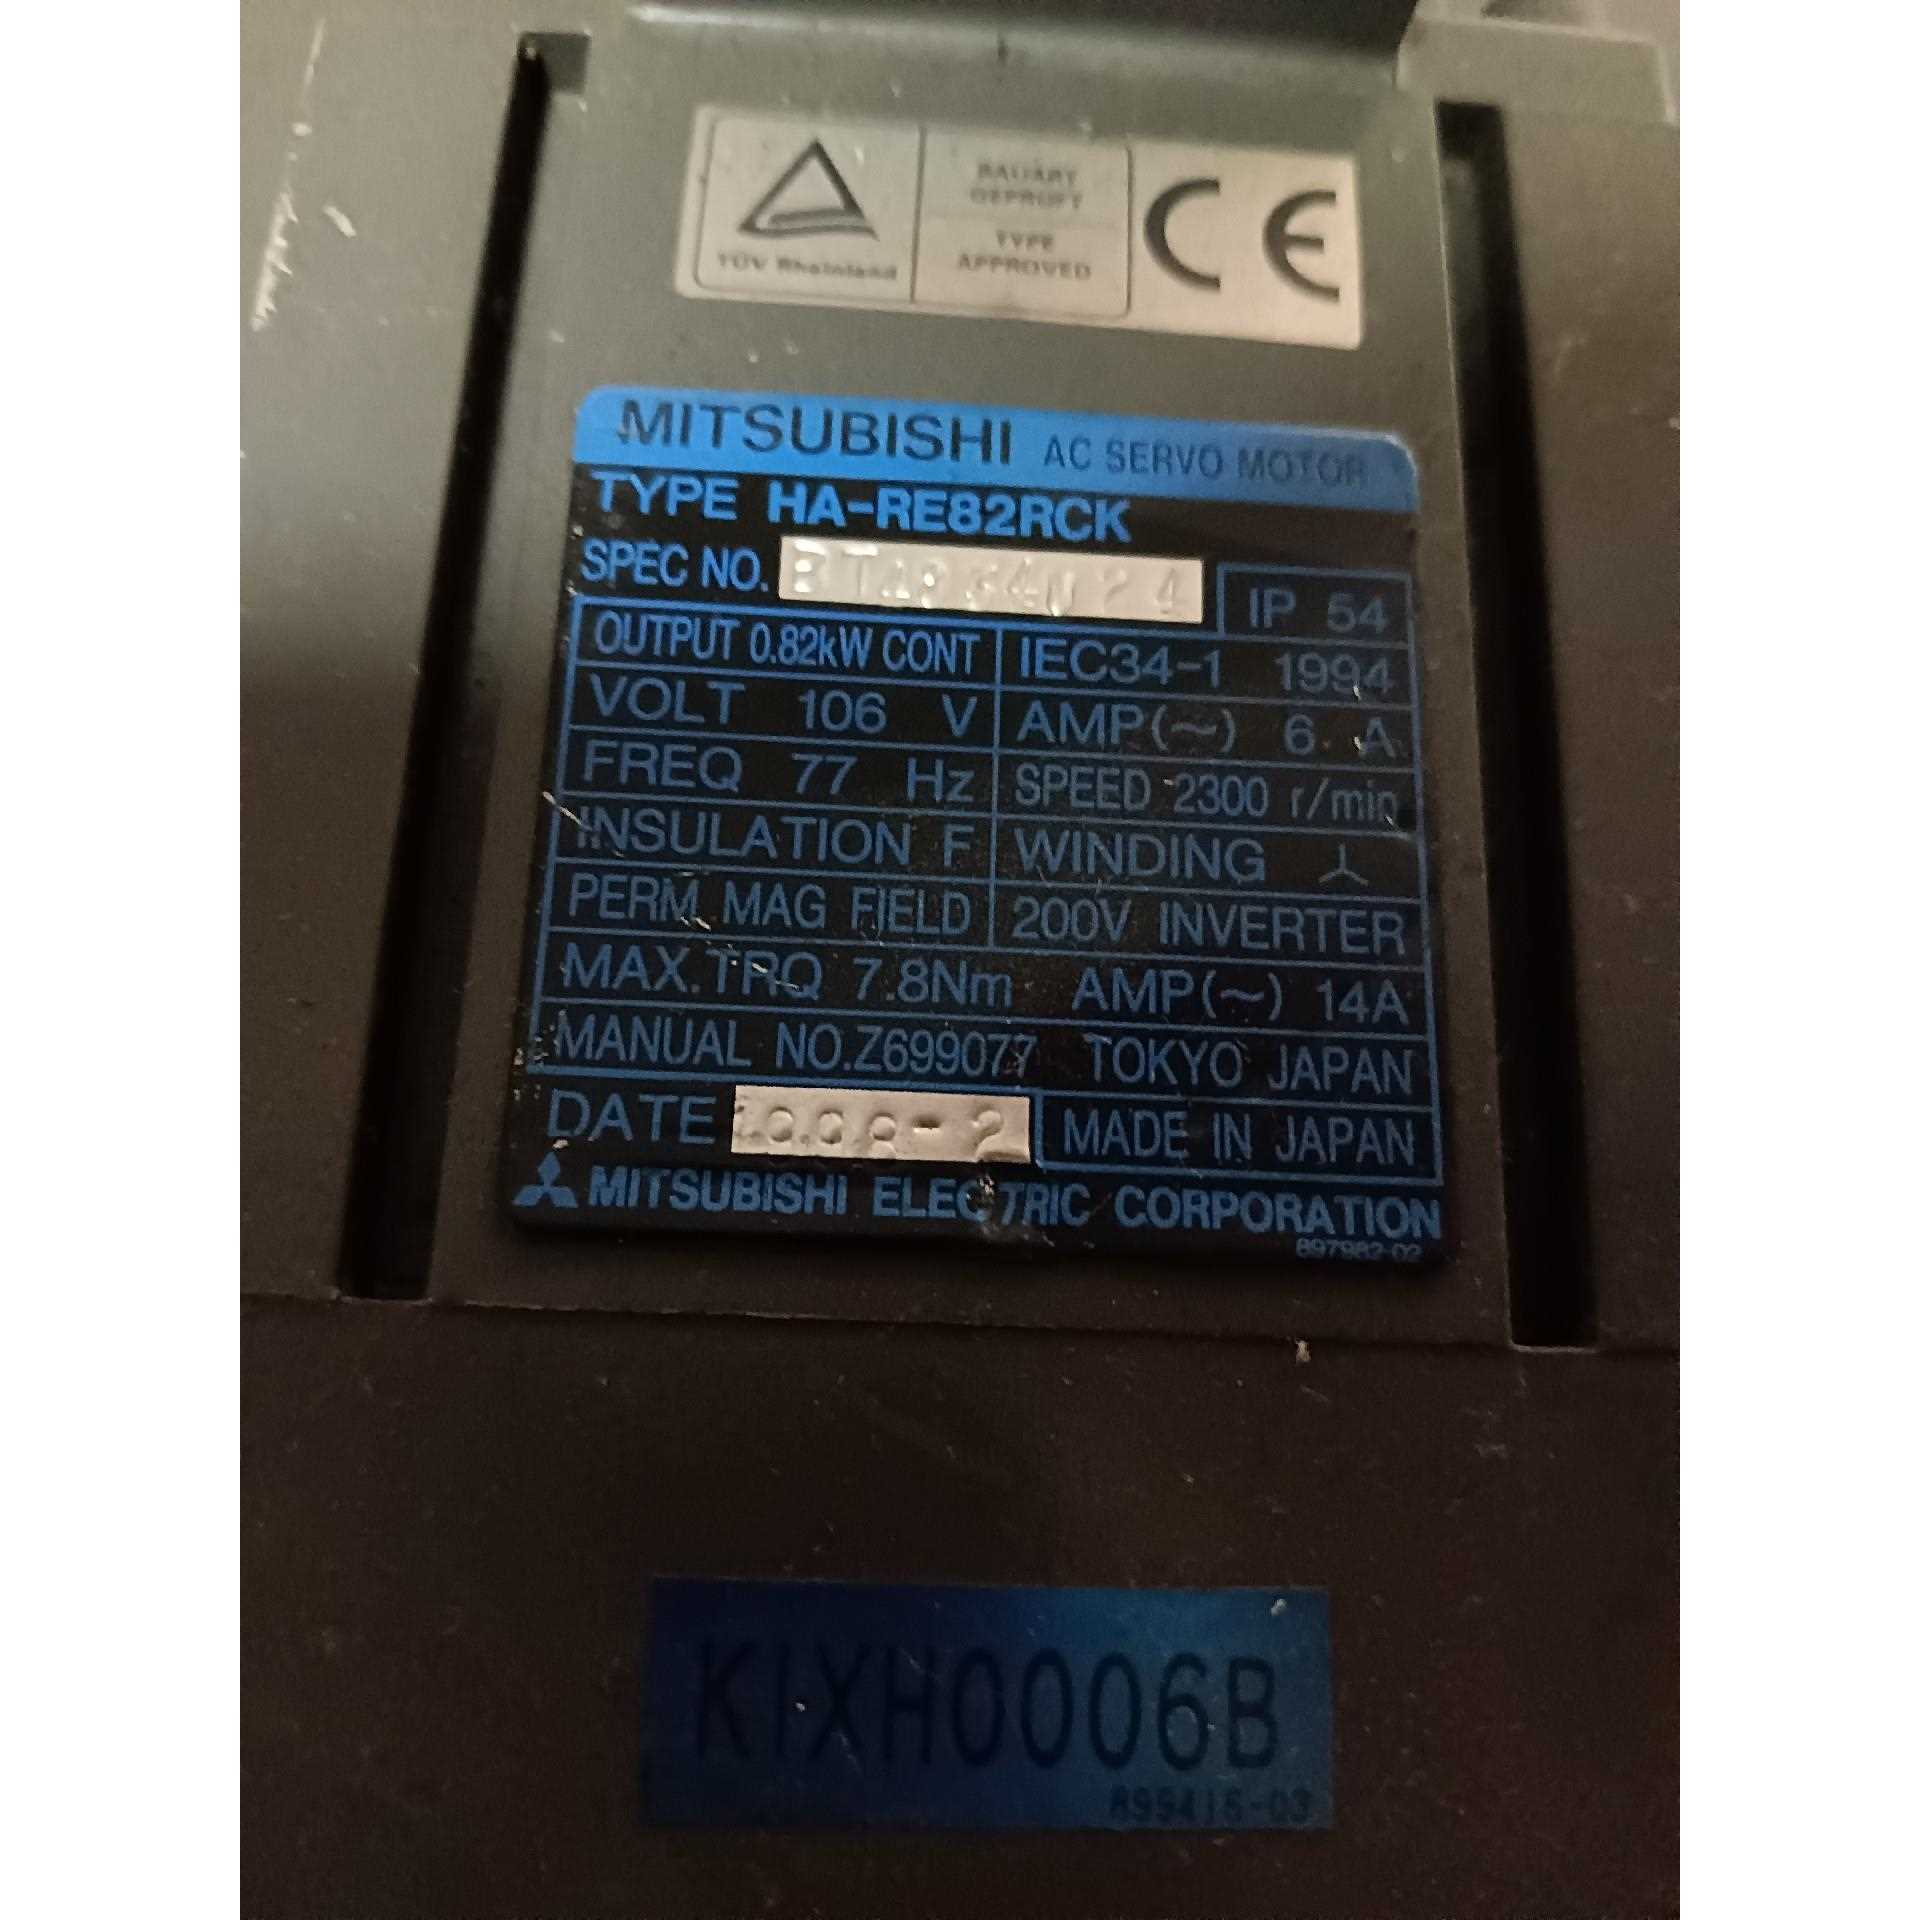 TÜV Rheinland
BAUART
GEPRÜFT
TYPE
APPROVED
CE
MITSUBISHI AC SERVO MOTOR
TYPE HA-RE82RCK
SPEC NO.
IP 54
OUTPUT 0.82kW CONT IEC34-1 1994
VOLT 106 V AMP(~) 6 A
FREQ 77 Hz SPEED 2300 r/min
INSULATION F WINDING
PERM MAG FIELD 200V INVERTER
MAX.TRQ 7.8Nm AMP(~) 14A
MANUAL NO.Z699077 TOKYO JAPAN
DATE MADE IN JAPAN
MITSUBISHI ELECTRIC CORPORATION
897982-02
KIXH0006B